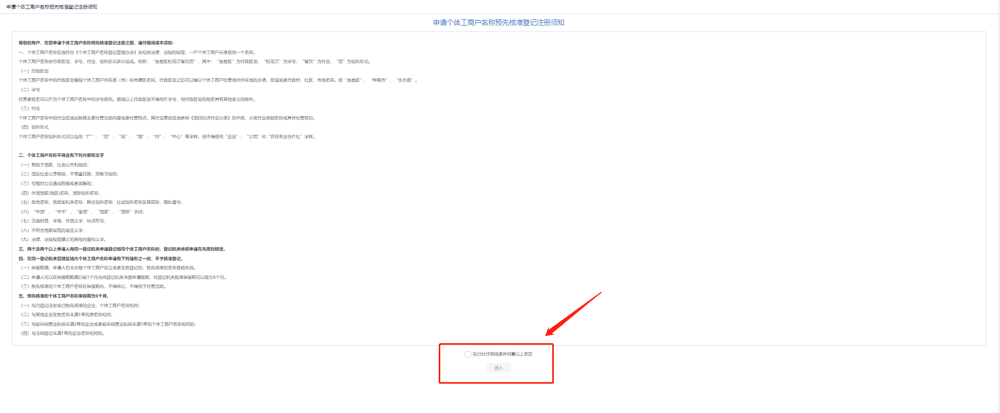 申请个体工商户名称预先核准登记注册须知
申请个体工商户名称预先核准登记注册须知
尊敬的用户，在您申请个体工商户名称预先核准登记注册之前，请仔细阅读本须知：
一、个体工商户名称应当符合《个体工商户名称登记管理办法》及相关法律、法规的规定，一户个体工商户只准使用一个名称。
个体工商户名称由行政区划、字号、行业、组织形式依次组成。例如：“昌邑区松花江餐饮店”，其中：“昌邑区”为行政区划，“松花江”为字号，“餐饮”为行业，“店”为组织形式。
（一）行政区划
个体工商户名称中的行政区划是指个体工商户所在县（市）和市辖区名称。行政区划之后可以缀以个体工商户经营场所所在地的乡镇、街道或者行政村、社区、市场名称。如“昌邑区”、“桦甸市”、“永吉县”。
（二）字号
经营者姓名可以作为个体工商户名称中的字号使用。县级以上行政区划不得用作字号，但行政区划的地名具有其他含义的除外。
（三）行业
个体工商户名称中的行业应当反映其主要经营活动内容或者经营特点，其行业表述应当参照《国民经济行业分类》的中类、小类行业类别名称或具体经营项目。
（四）组织形式
个体工商户名称组织形式可以选用“厂”、“店”、“馆”、“部”、“行”、“中心”等字样，但不得使用“企业”、“公司”和“农民专业合作社”字样。
二、个体工商户名称不得含有下列内容和文字
（一）有损于国家、社会公共利益的；
（二）违反社会公序良俗，不尊重民族、宗教习俗的；
（三）可能对公众造成欺骗或者误解的；
（四）外国国家(地区)名称、国际组织名称；
（五）政党名称、党政军机关名称、群众组织名称、社团组织名称及其简称、部队番号；
（六）“中国”、“中华”、“全国”、“国家”、“国际”字词；
（七）汉语拼音、字母、外国文字、标点符号；
（八）不符合国家规范的语言文字；
（九）法律、法规规定禁止的其他内容和文字。
三、两个及两个以上申请人向同一登记机关申请登记相同个体工商户名称的，登记机关依照申请在先原则核定。
四、在同一登记机关管辖区域内个体工商户名称申请有下列情形之一的，不予核准登记。
（一）保留期满，申请人仍未办理个体工商户设立或者变更登记的，预先核准的名称自动失效。
（二）申请人可以在保留期期满日前1个月内向登记机关书面申请延期，经登记机关批准保留期可以延长6个月。
（三）预先核准的个体工商户名称在保留期内，不得转让，不得用于经营活动。
五、预先核准的个体工商户名称保留期为6个月。
（一）与已登记注册或已预先核准的企业、个体工商户名称相同；
（二）与其他企业变更名称未满1年的原名称相同；
（三）与被吊销营业执照未满3年的企业或者被吊销营业执照未满1年的个体工商户名称相同的；
（四）与注销登记未满1年的企业名称相同的。
我已经仔细阅读并同意以上条款
进入